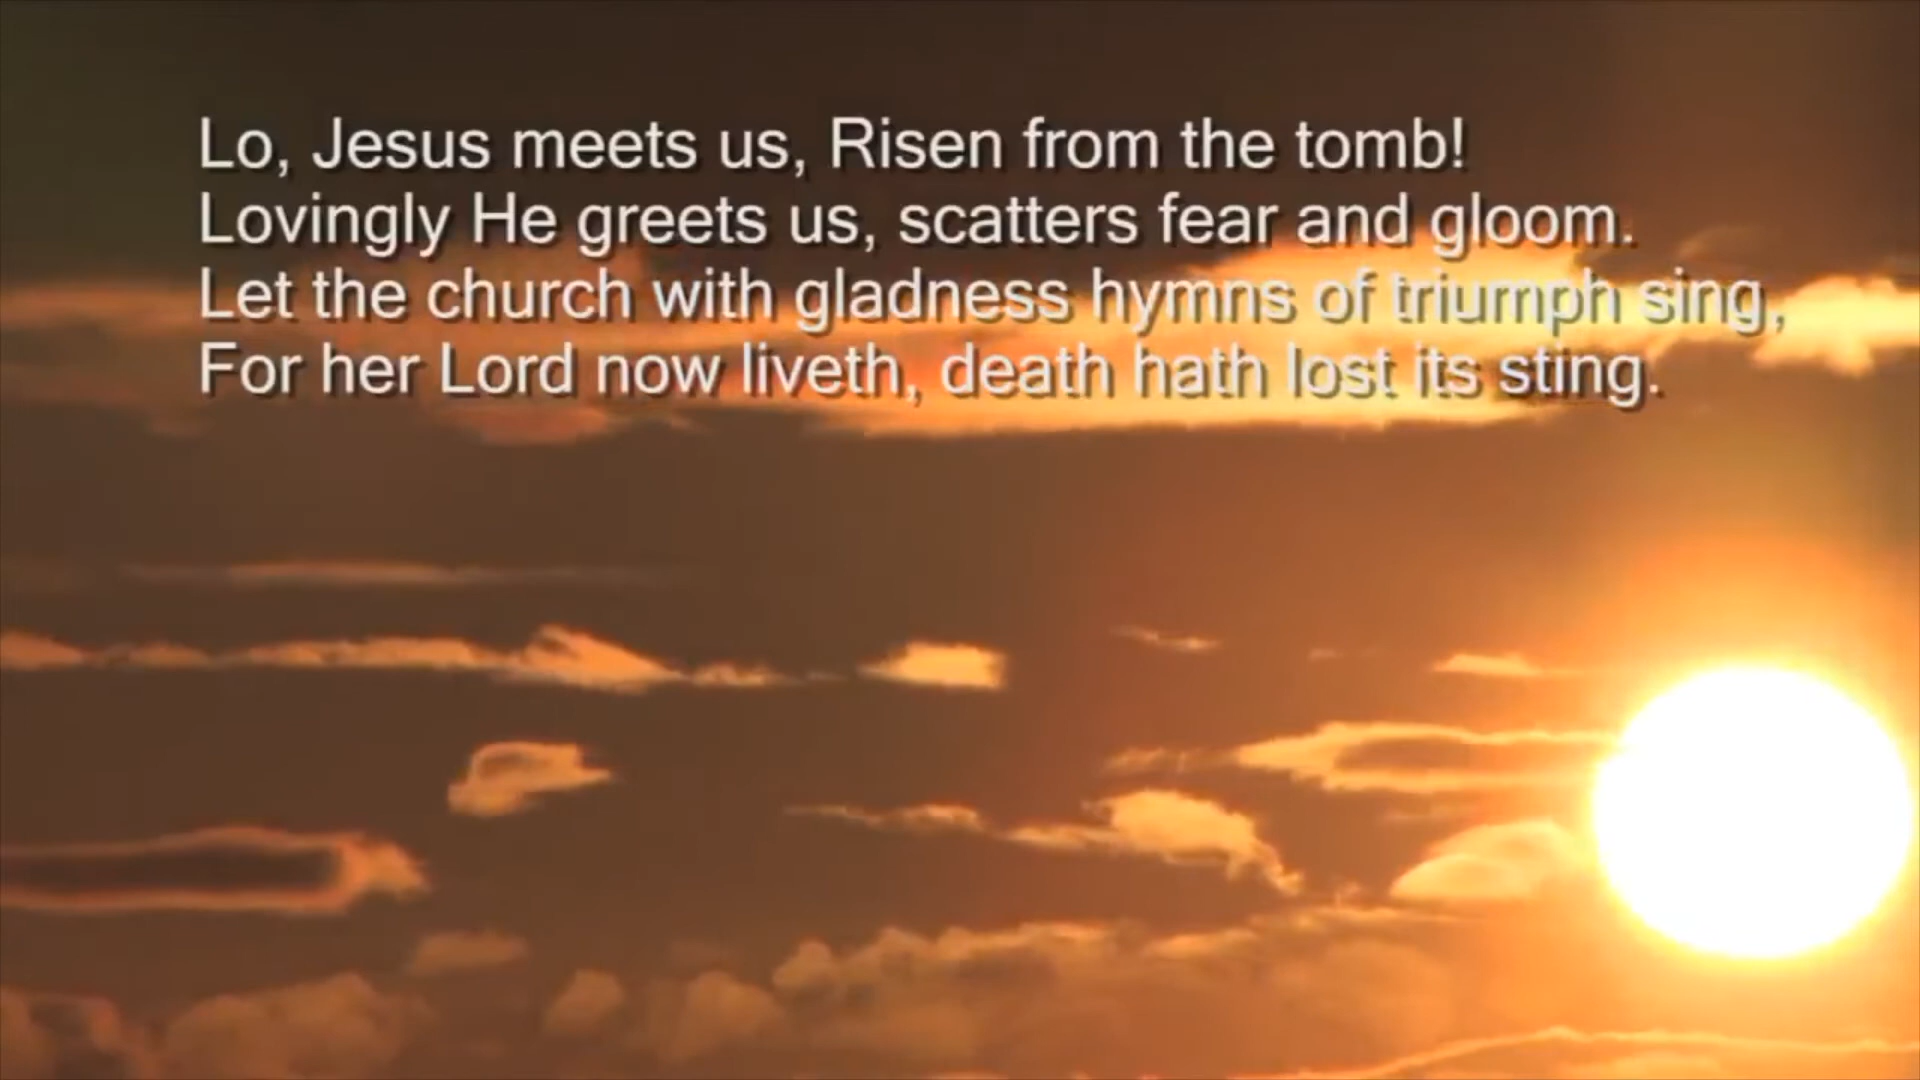 Lo, Jesus meets us, Risen from the tomb!
Lovingly He greets us, scatters fear and gloom.
Let the church with gladness hymns of triumph sing,
For her Lord now liveth, death hath lost its sting.